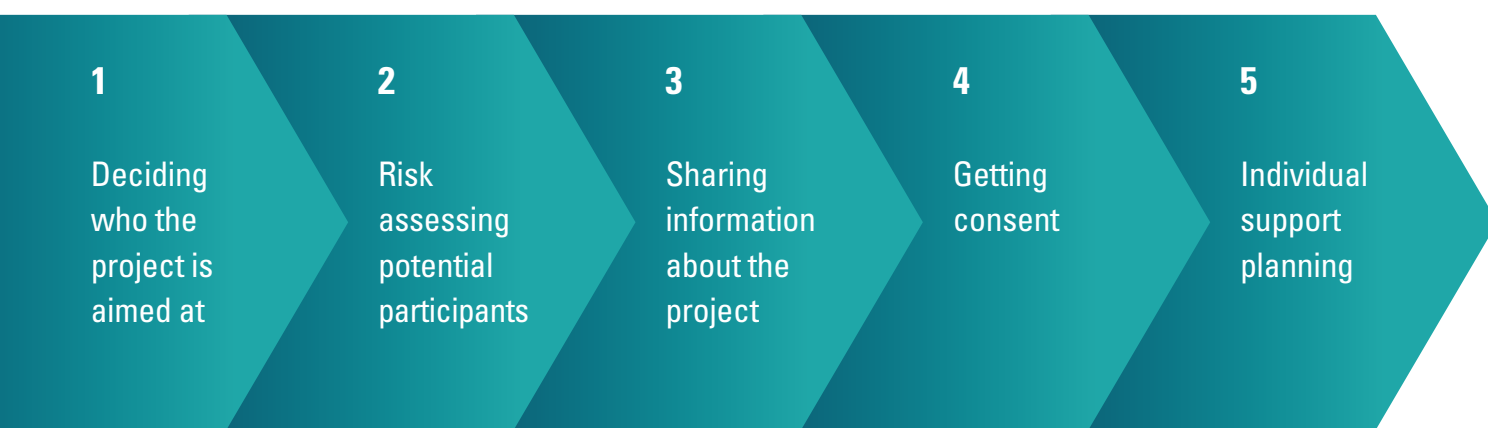 1
Deciding
who the
project is
aimed at
2
Risk
assessing
potential
participants
3
Sharing
information
about the
project
4
Getting
consent
5
Individual
support
planning